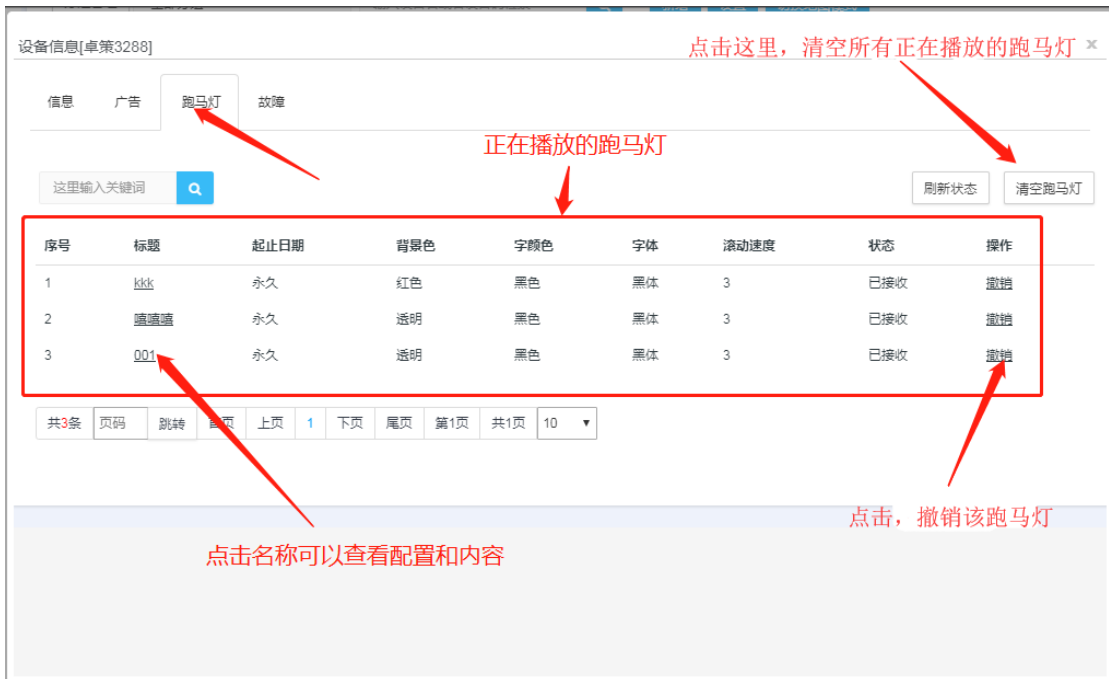 设备信息[卓策3288]
点击这里，清空所有正在播放的跑马灯 ×
信息 广告 跑马灯 故障
正在播放的跑马灯
这里输入关键词 刷新状态 清空跑马灯
序号 标题 起止日期 背景色 字颜色 字体 滚动速度 状态 操作
1 kkk 永久 红色 黑色 黑体 3 已接收 撤销
2 嘻嘻嘻 永久 透明 黑色 黑体 3 已接收 撤销
3 001 永久 透明 黑色 黑体 3 已接收 撤销
共3条 页码 跳转 首页 上页 1 下页 尾页 第1页 共1页 10
点击，撤销该跑马灯
点击名称可以查看配置和内容